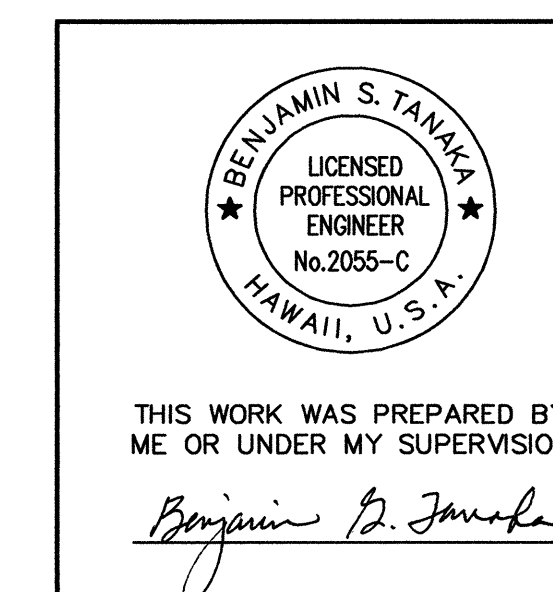 BENJAMIN S. TANAKA
LICENSED
PROFESSIONAL
ENGINEER
No.2055-C
HAWAII, U.S.A.
THIS WORK WAS PREPARED BY
ME OR UNDER MY SUPERVISIO
Benjamin S. Tanaka